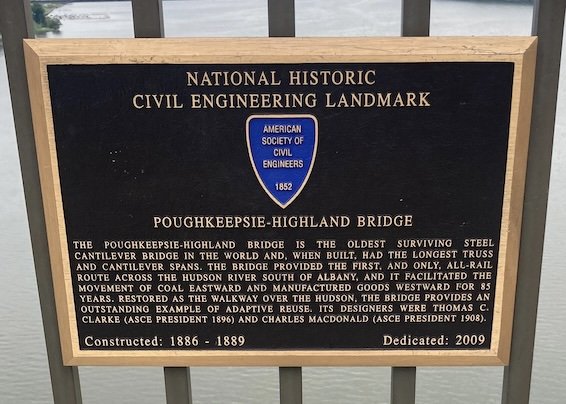 NATIONAL HISTORIC
CIVIL ENGINEERING LANDMARK
AMERICAN
SOCIETY OF
CIVIL
ENGINEERS
1852
POUGHKEEPSIE-HIGHLAND BRIDGE
THE POUGHKEEPSIE-HIGHLAND BRIDGE IS THE OLDEST SURVIVING STEEL
CANTILEVER BRIDGE IN THE WORLD AND, WHEN BUILT, HAD THE LONGEST TRUSS
AND CANTILEVER SPANS. THE BRIDGE PROVIDED THE FIRST, AND ONLY, ALL-RAIL
ROUTE ACROSS THE HUDSON RIVER SOUTH OF ALBANY, AND IT FACILITATED THE
MOVEMENT OF COAL EASTWARD AND MANUFACTURED GOODS WESTWARD FOR 85
YEARS. RESTORED AS THE WALKWAY OVER THE HUDSON, THE BRIDGE PROVIDES AN
OUTSTANDING EXAMPLE OF ADAPTIVE REUSE. ITS DESIGNERS WERE THOMAS C.
CLARKE (ASCE PRESIDENT 1896) AND CHARLES MACDONALD (ASCE PRESIDENT 1908).
Constructed: 1886 - 1889 Dedicated: 2009